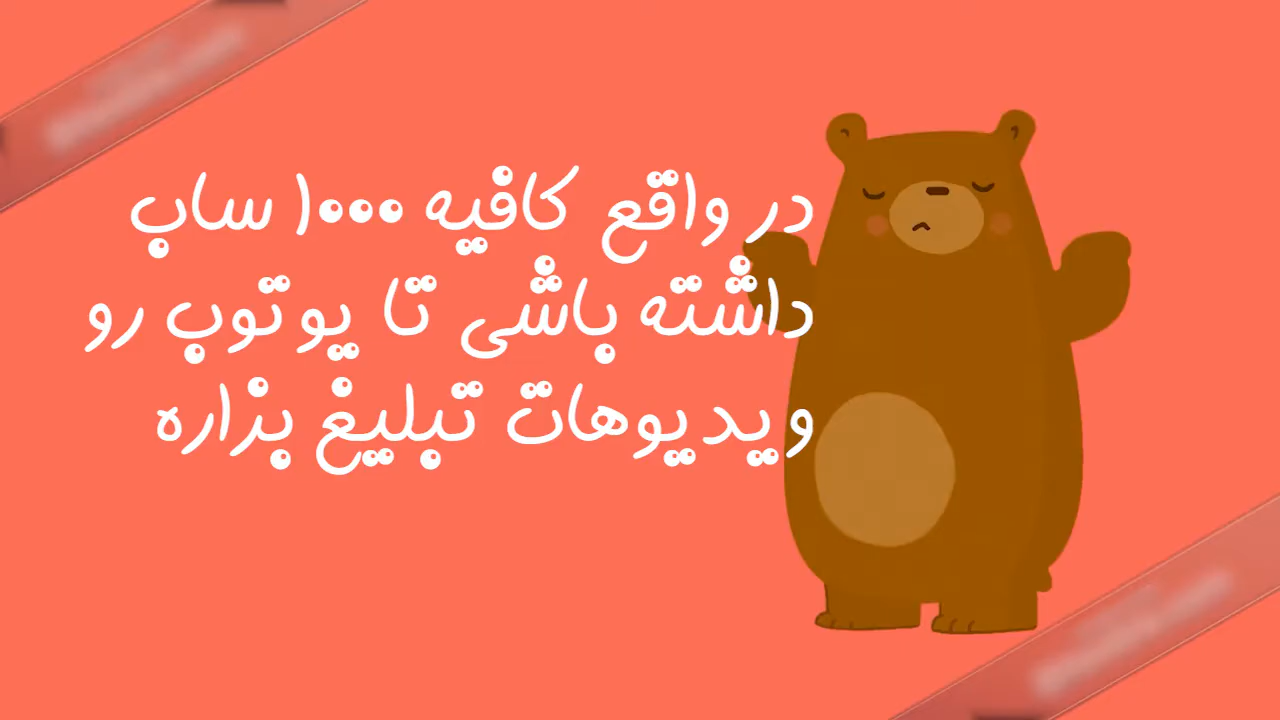 در واقع کافیه ۱۰۰۰ ساب
داشته باشی تا یوتوب رو
ویدیوهات تبلیغ بزاره